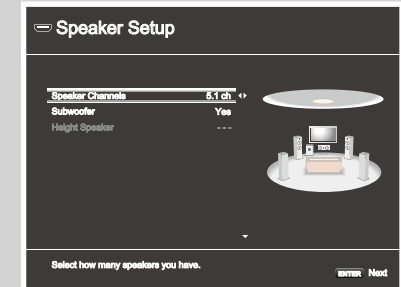 Speaker Setup
Speaker Channels 5.1 ch
Subwoofer Yes
Height Speaker ---
Select how many speakers you have.
ENTER Next